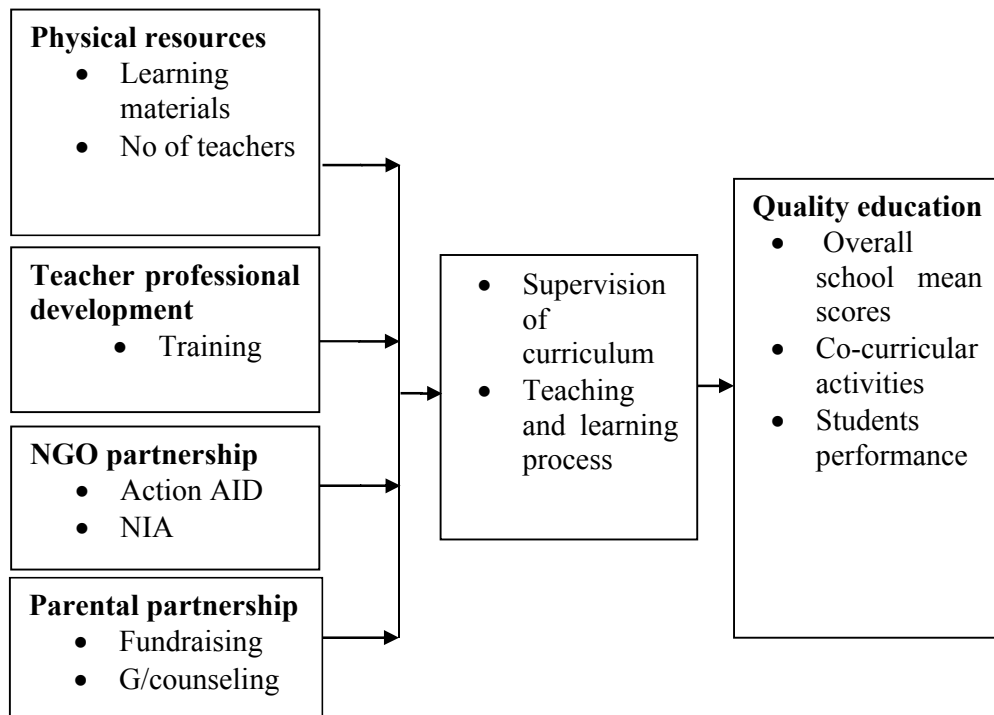 Physical resources
• Learning
materials
• No of teachers
Teacher professional
development
• Training
NGO partnership
• Action AID
• NIA
Parental partnership
• Fundraising
• G/counseling
• Supervision
of
curriculum
• Teaching
and learning
process
Quality education
• Overall
school mean
scores
• Co-curricular
activities
• Students
performance